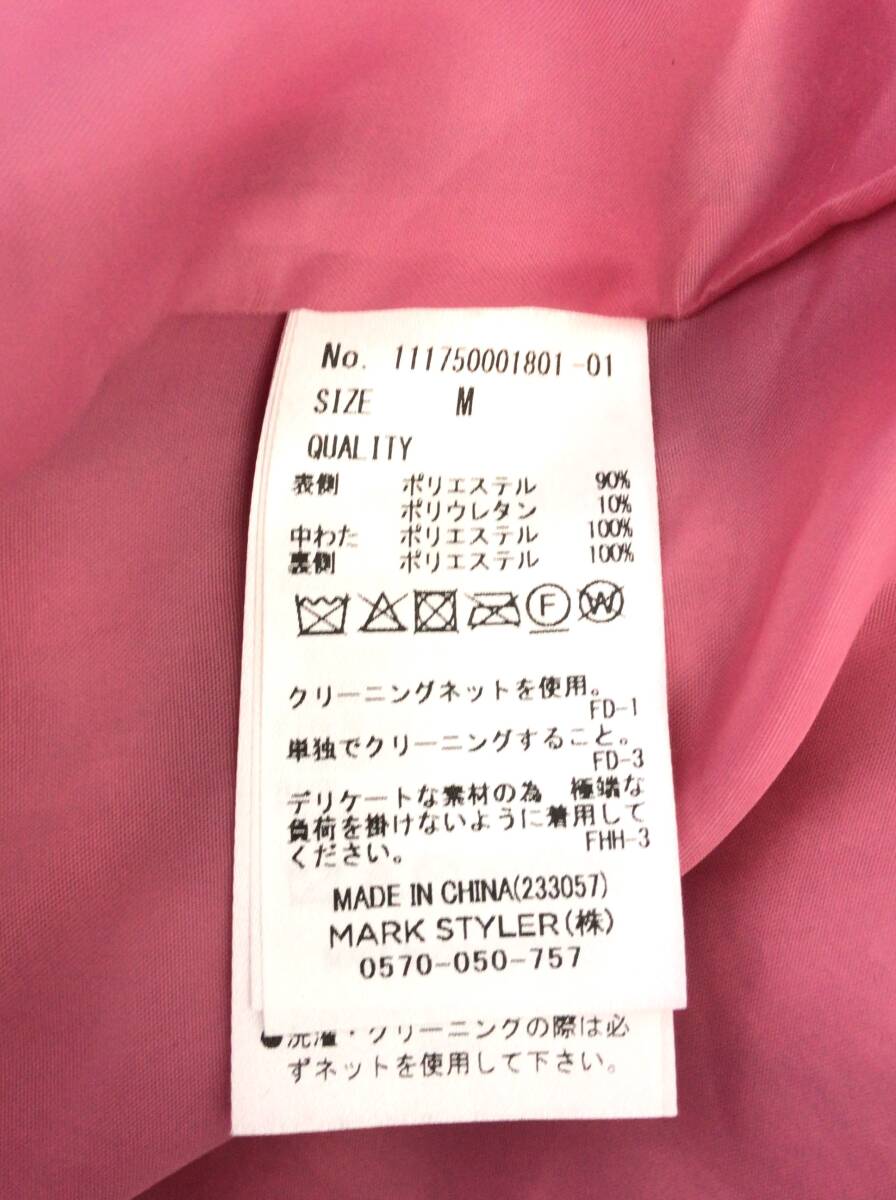 No. 111750001801-01
SIZE M
QUALITY
表側 ポリエステル 90%
ポリウレタン 10%
中わた ポリエステル 100%
裏側 ポリエステル 100%
F W
クリーニングネットを使用。
FD-1
単独でクリーニングすること。
FD-3
デリケートな素材の為 極端な
負荷を掛けないように着用して
ください。 FHH-3
MADE IN CHINA(233057)
MARK STYLER(株)
0570-050-757
●洗濯・クリーニングの際は必
ずネットを使用して下さい。